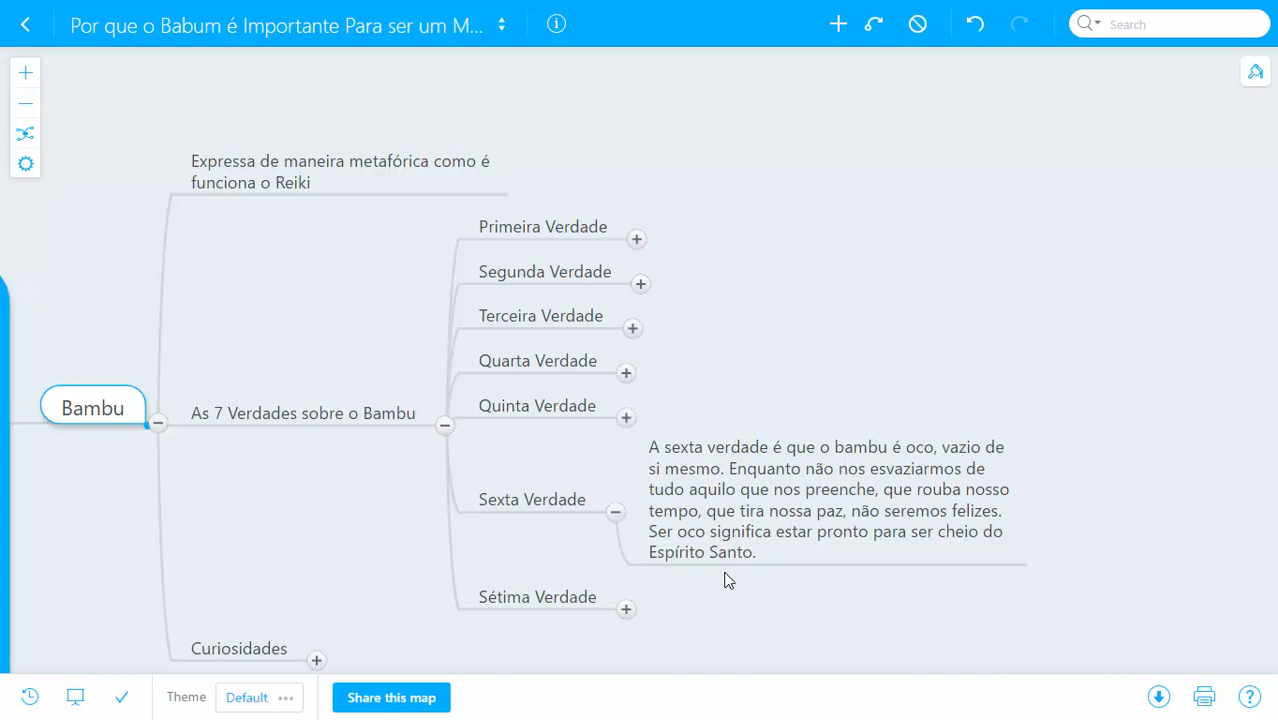 Por que o Babum é Importante Para ser um M...
Search
Expressa de maneira metafórica como é
funciona o Reiki
Primeira Verdade
Segunda Verdade
Terceira Verdade
Quarta Verdade
Bambu
As 7 Verdades sobre o Bambu
Quinta Verdade
A sexta verdade é que o bambu é oco, vazio de
si mesmo. Enquanto não nos esvaziarmos de
tudo aquilo que nos preenche, que rouba nosso
tempo, que tira nossa paz, não seremos felizes.
Ser oco significa estar pronto para ser cheio do
Espírito Santo.
Sexta Verdade
Sétima Verdade
Curiosidades
Theme
Default
Share this map